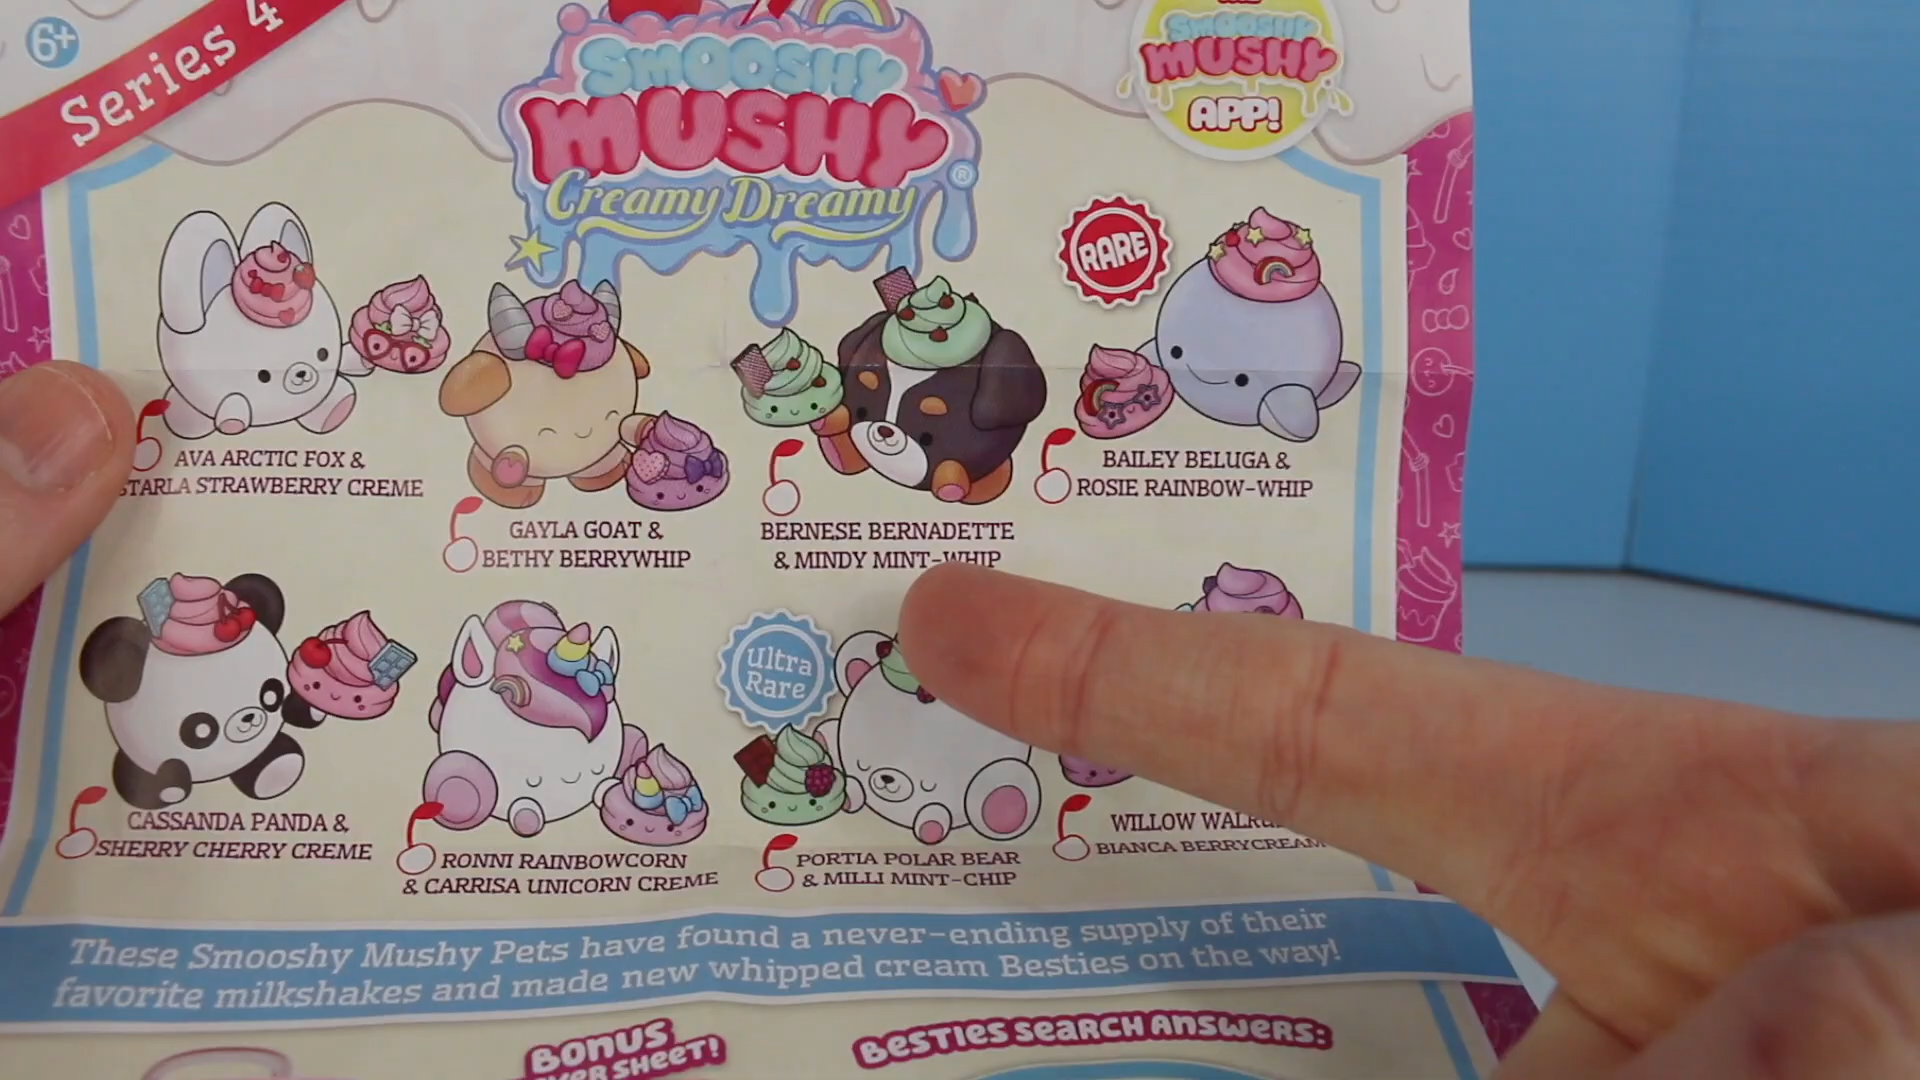 6+
Series 4
SMOOSHY
MUSHY
Creamy Dreamy
®
SMOOSHY
MUSHY
APP!
RARE
AVA ARCTIC FOX &
STARLA STRAWBERRY CREME
GAYLA GOAT &
BETHY BERRYWHIP
BERNESE BERNADETTE
& MINDY MINT-WHIP
BAILEY BELUGA &
ROSIE RAINBOW-WHIP
Ultra
Rare
CASSANDA PANDA &
SHERRY CHERRY CREME
RONNI RAINBOWCORN
& CARRISA UNICORN CREME
PORTIA POLAR BEAR
& MILLI MINT-CHIP
WILLOW
BIANCA BERRYCREAM
These Smooshy Mushy Pets have found a never-ending supply of their
favorite milkshakes and made new whipped cream Besties on the way!
BONUS
SHEET!
BESTIES SEARCH ANSWERS: